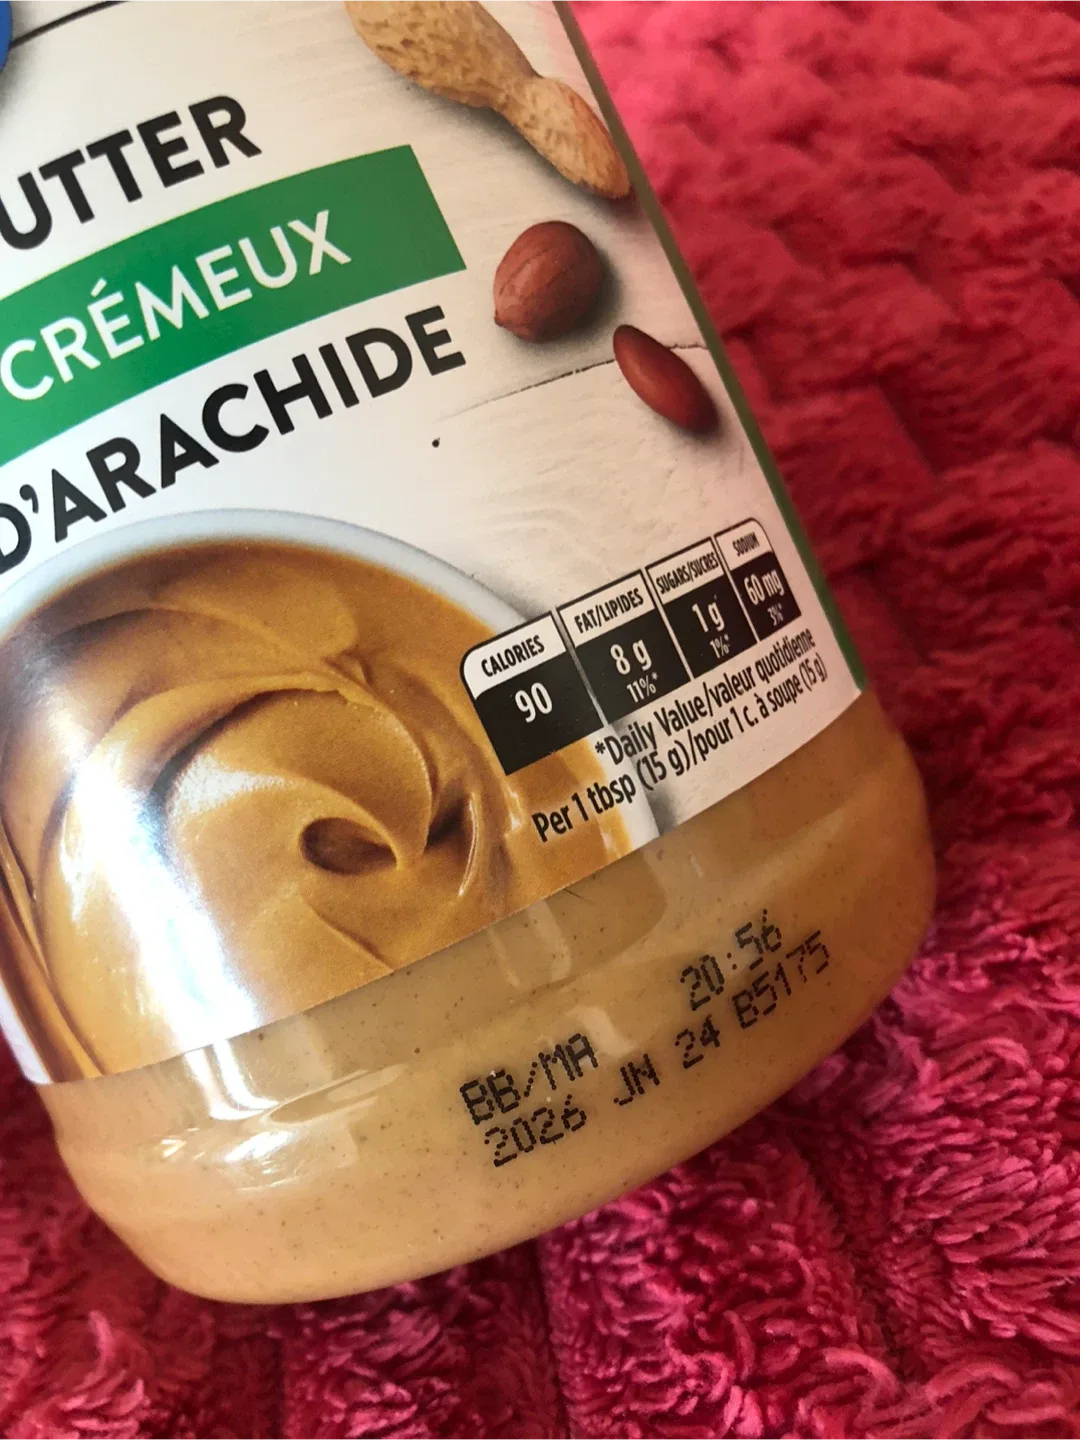 UTTER
CRÉMEUX
D'ARACHIDE
CALORIES 90
FAT/LIPIDES 8 g 11%*
SUGARS/SUCRES 1 g 1%*
SODIUM 60 mg 3%*
*Daily Value/valeur quotidienne
Per 1 tbsp (15 g)/pour 1 c. à soupe (15 g)
BB/MA 20:56
2026 JN 24 B5175